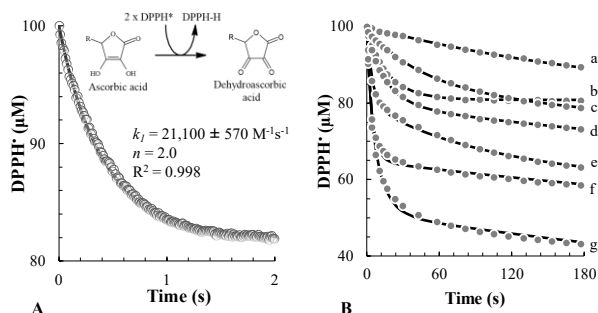 100
92
84
80
DPPH• (µM)
R
O
O
HO
OH
Ascorbic acid
2 x DPPH•
DPPH-H
R
O
O
O
O
Dehydroascorbic
acid
k₁ = 21,100 ± 570 M⁻¹s⁻¹
n = 2.0
R² = 0.998
0
1
2
Time (s)
A
100
80
60
40
DPPH• (µM)
a
b
c
d
e
f
g
0
60
120
180
Time (s)
B